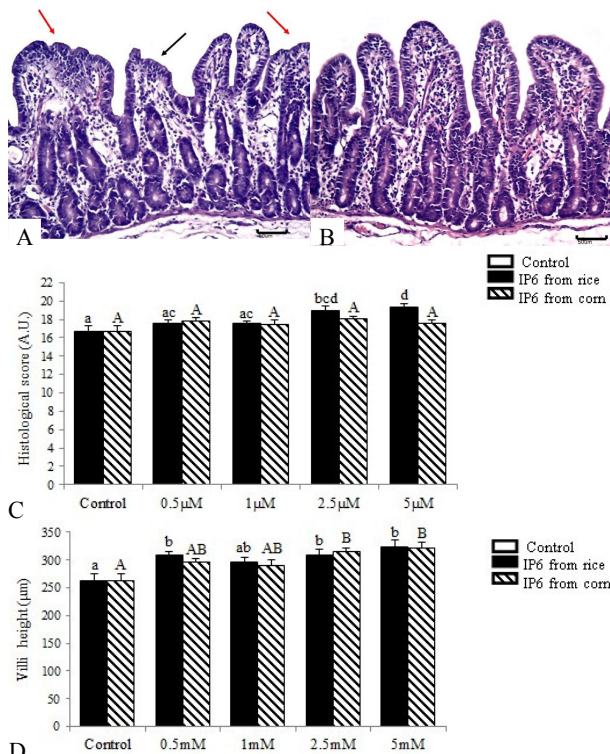 A
B
Control
IP6 from rice
IP6 from corn
Histological score (A.U.)
22
20
18
16
14
12
10
8
6
4
2
0
a A ac A ac A bcd A d A
Control 0.5µM 1µM 2.5µM 5µM
C
Control
IP6 from rice
IP6 from corn
Villi height (µm)
350
300
250
200
150
100
50
0
a A b AB ab AB b B b B
Control 0.5mM 1mM 2.5mM 5mM
D